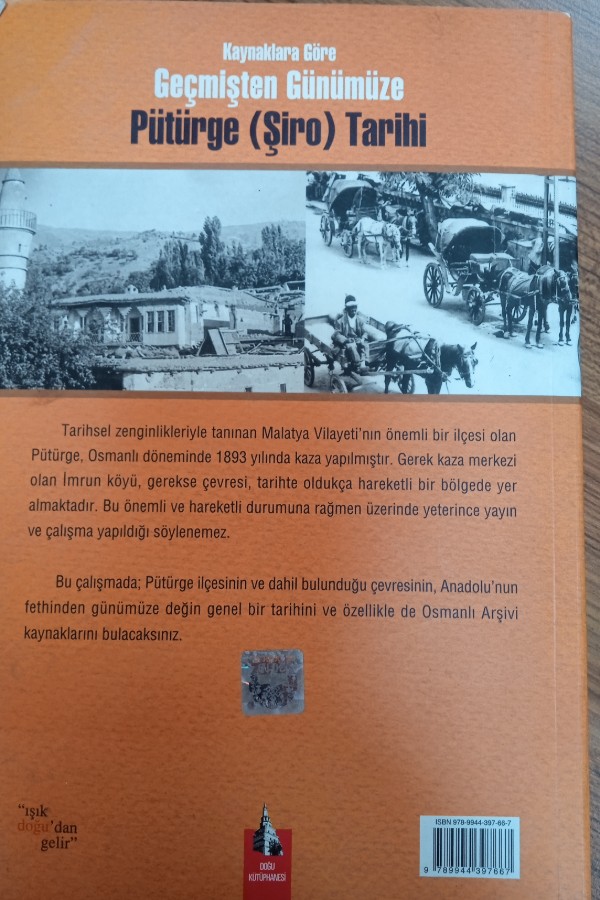 Kaynaklara Göre
Geçmişten Günümüze
Pütürge (Şiro) Tarihi
Tarihsel zenginlikleriyle tanınan Malatya Vilayeti'nın önemli bir ilçesi olan
Pütürge, Osmanlı döneminde 1893 yılında kaza yapılmıştır. Gerek kaza merkezi
olan İmrun köyü, gerekse çevresi, tarihte oldukça hareketli bir bölgede yer
almaktadır. Bu önemli ve hareketli durumuna rağmen üzerinde yeterince yayın
ve çalışma yapıldığı söylenemez.
Bu çalışmada; Pütürge ilçesinin ve dahil bulunduğu çevresinin, Anadolu'nun
fethinden günümüze değin genel bir tarihini ve özellikle de Osmanlı Arşivi
kaynaklarını bulacaksınız.
"ışık
doğu'dan
gelir"
DOĞU
KÜTÜPHANESİ
ISBN 978-9944-397-66-7
9 789944 397667